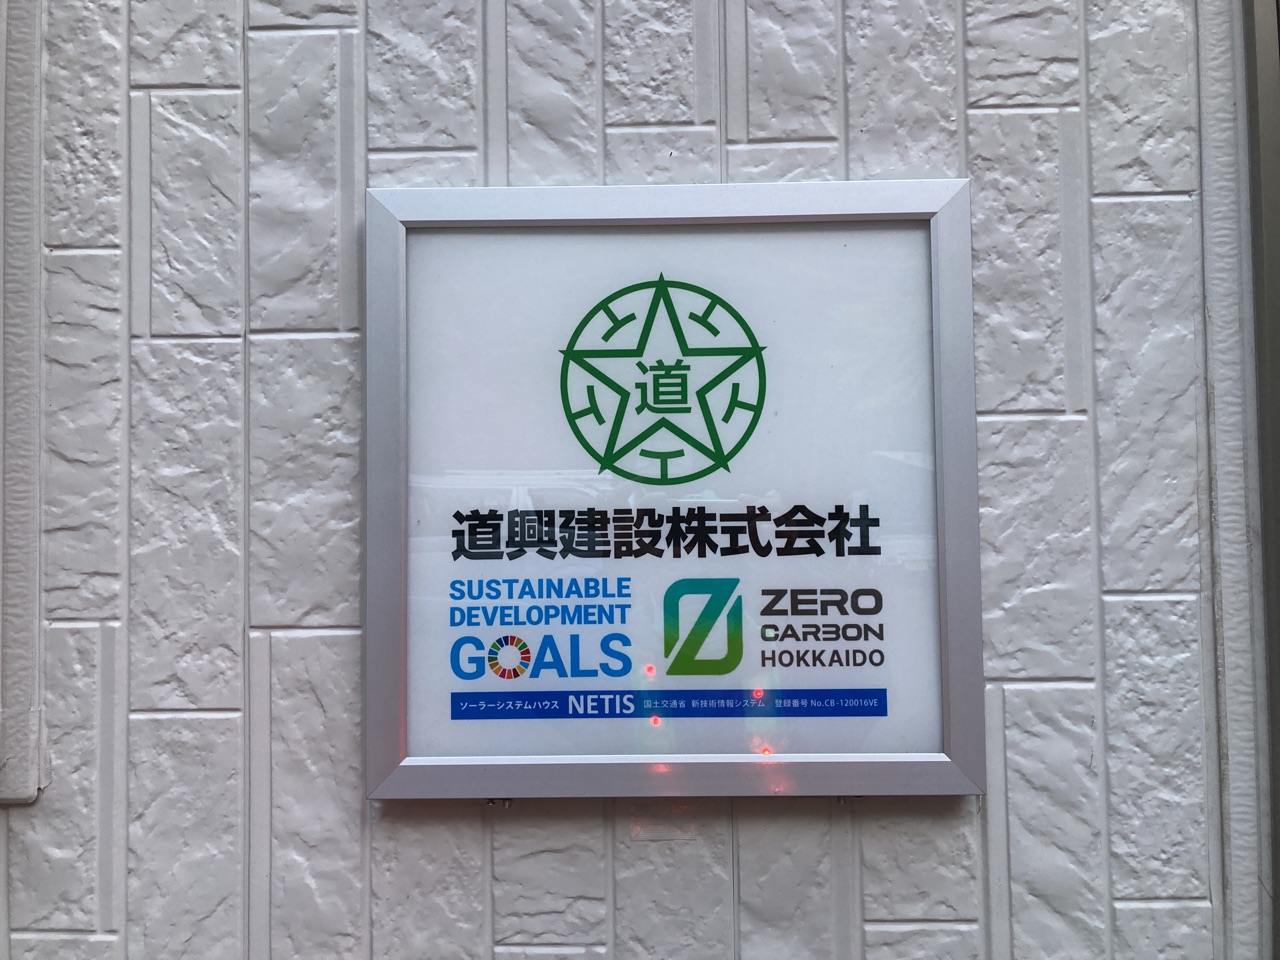 道
道興建設株式会社
SUSTAINABLE
DEVELOPMENT
GOALS
ZERO
CARBON
HOKKAIDO
ソーラーシステムハウス NETIS 国土交通省 新技術情報システム 登録番号 No.CB-120016VE